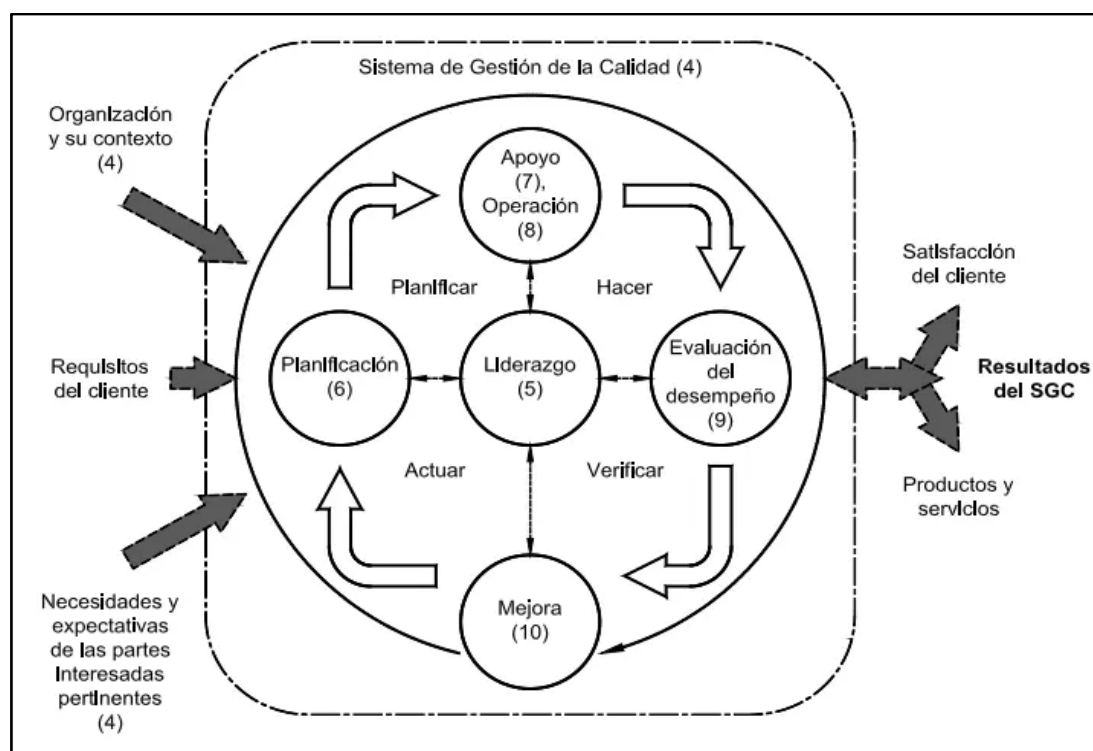 Sistema de Gestión de la Calidad (4)
Organización
y su contexto
(4)
Apoyo
(7),
Operación
(8)
Satisfacción
del cliente
Planificar
Hacer
Requisitos
del cliente
Planificación
(6)
Liderazgo
(5)
Evaluación
del
desempeño
(9)
Resultados
del SGC
Actuar
Verificar
Productos y
servicios
Necesidades y
expectativas
de las partes
interesadas
pertinentes
(4)
Mejora
(10)